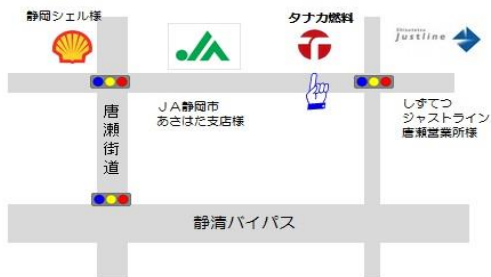 静岡シェル様
タナカ燃料
Shizutetsu
Justline
JA
唐瀬街道
ＪＡ静岡市
あさはた支店様
しずてつ
ジャストライン
唐瀬営業所様
静清バイパス